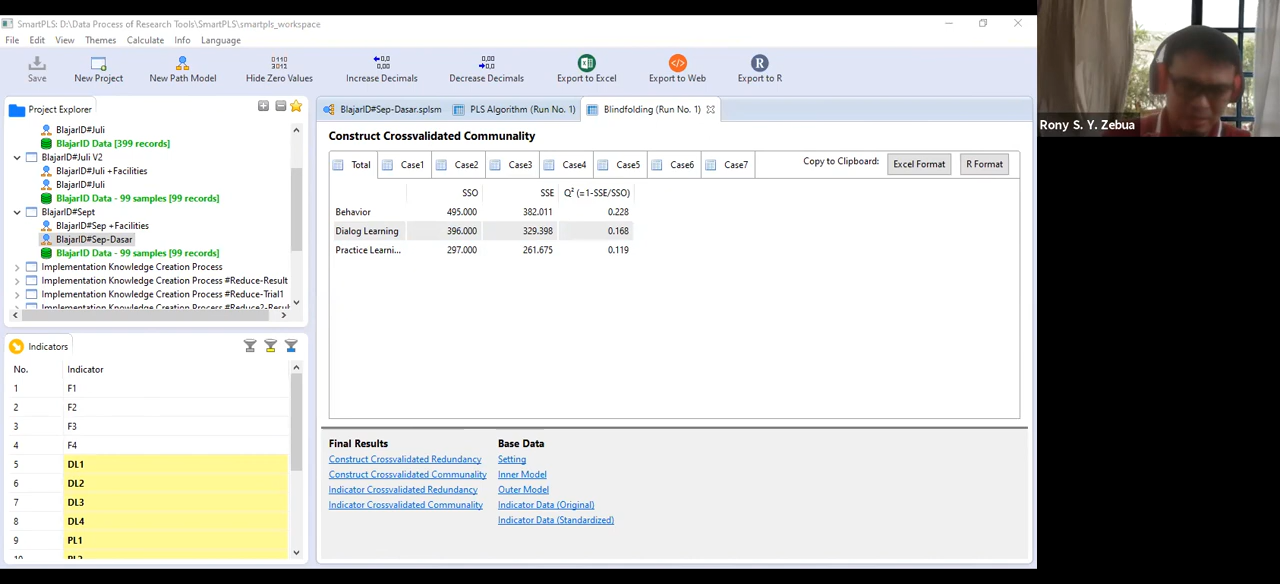 SmartPLS: D:\Data Process of Research Tools\SmartPLS\smartpls_workspace
File Edit View Themes Calculate Info Language
Save New Project New Path Model Hide Zero Values Increase Decimals Decrease Decimals Export to Excel Export to Web Export to R
Project Explorer
BlajarID#Juli
BlajarID Data [399 records]
BlajarID#Juli V2
BlajarID#Juli +Facilities
BlajarID#Juli
BlajarID Data - 99 samples [99 records]
BlajarID#Sept
BlajarID#Sep +Facilities
BlajarID#Sep-Dasar
BlajarID Data - 99 samples [99 records]
Implementation Knowledge Creation Process
Implementation Knowledge Creation Process #Reduce-Result
Implementation Knowledge Creation Process #Reduce-Trial1
Implementation Knowledge Creation Process #Reduce2-Resul
Indicators
No. Indicator
1 F1
2 F2
3 F3
4 F4
5 DL1
6 DL2
7 DL3
8 DL4
9 PL1
10 PL2
BlajarID#Sep-Dasar.splsm PLS Algorithm (Run No. 1) Blindfolding (Run No. 1)
Construct Crossvalidated Communality
Total Case1 Case2 Case3 Case4 Case5 Case6 Case7 Copy to Clipboard: Excel Format R Format
SSO SSE Q² (=1-SSE/SSO)
Behavior 495.000 382.011 0.228
Dialog Learning 396.000 329.398 0.168
Practice Learni... 297.000 261.675 0.119
Final Results Base Data
Construct Crossvalidated Redundancy Setting
Construct Crossvalidated Communality Inner Model
Indicator Crossvalidated Redundancy Outer Model
Indicator Crossvalidated Communality Indicator Data (Original)
Indicator Data (Standardized)
Rony S. Y. Zebua